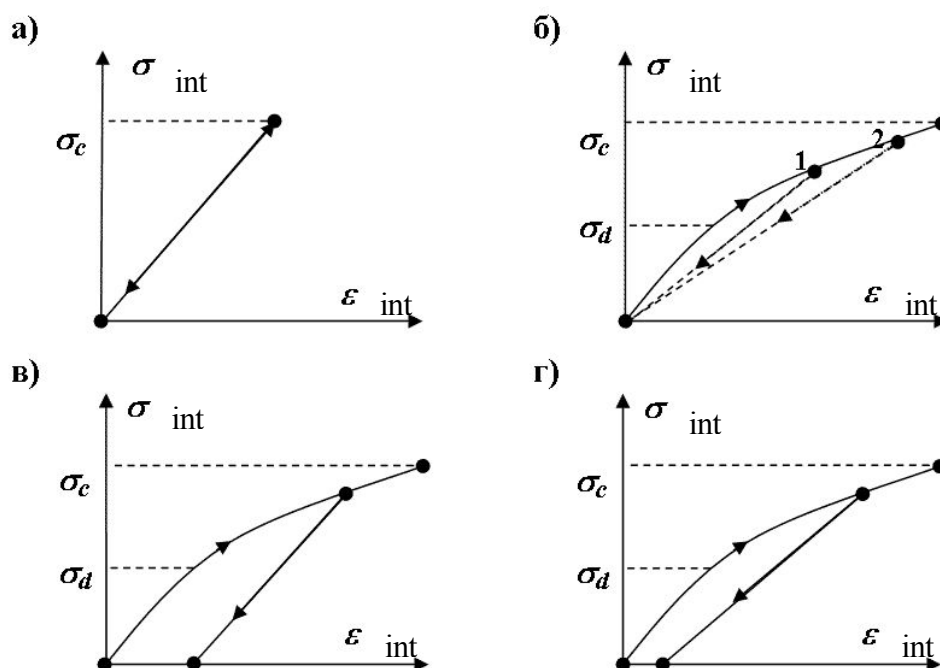 а)
σ int
σc
ε int
б)
σ int
σc
1
2
σd
ε int
в)
σ int
σc
σd
ε int
г)
σ int
σc
σd
ε int